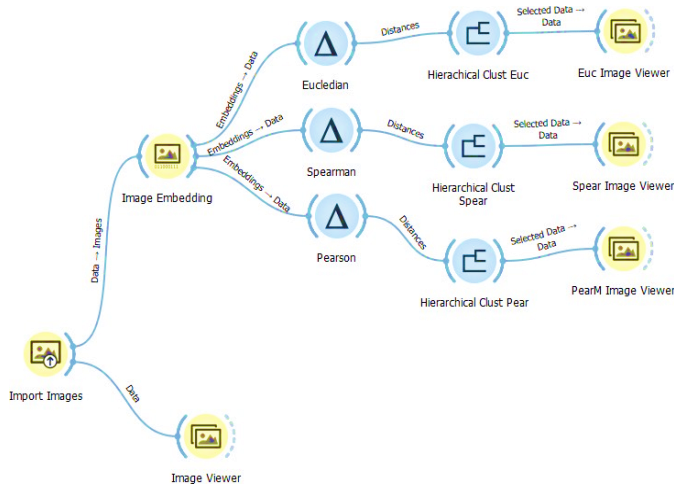 Selected Data → Data
Distances
Eucledian
Hierachical Clust Euc
Euc Image Viewer
Embeddings → Data
Embeddings → Data
Selected Data → Data
Distances
Spearman
Hierarchical Clust
Spear
Spear Image Viewer
Image Embedding
Embeddings → Data
Pearson
Distances
Selected Data → Data
Hierarchical Clust Pear
PearM Image Viewer
Data → Images
Import Images
Data
Image Viewer